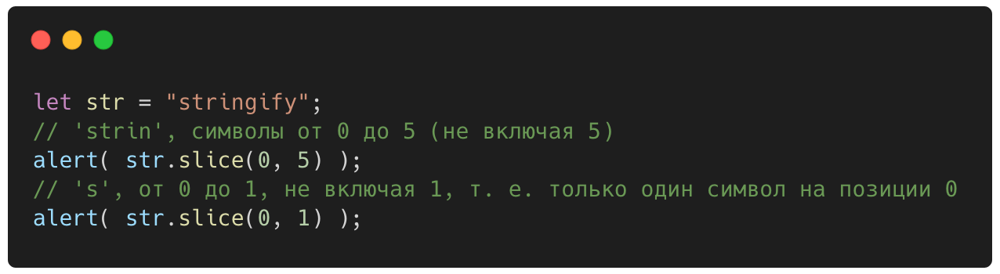 let str = "stringify";
// 'strin', символы от 0 до 5 (не включая 5)
alert( str.slice(0, 5) );
// 's', от 0 до 1, не включая 1, т. е. только один символ на позиции 0
alert( str.slice(0, 1) );